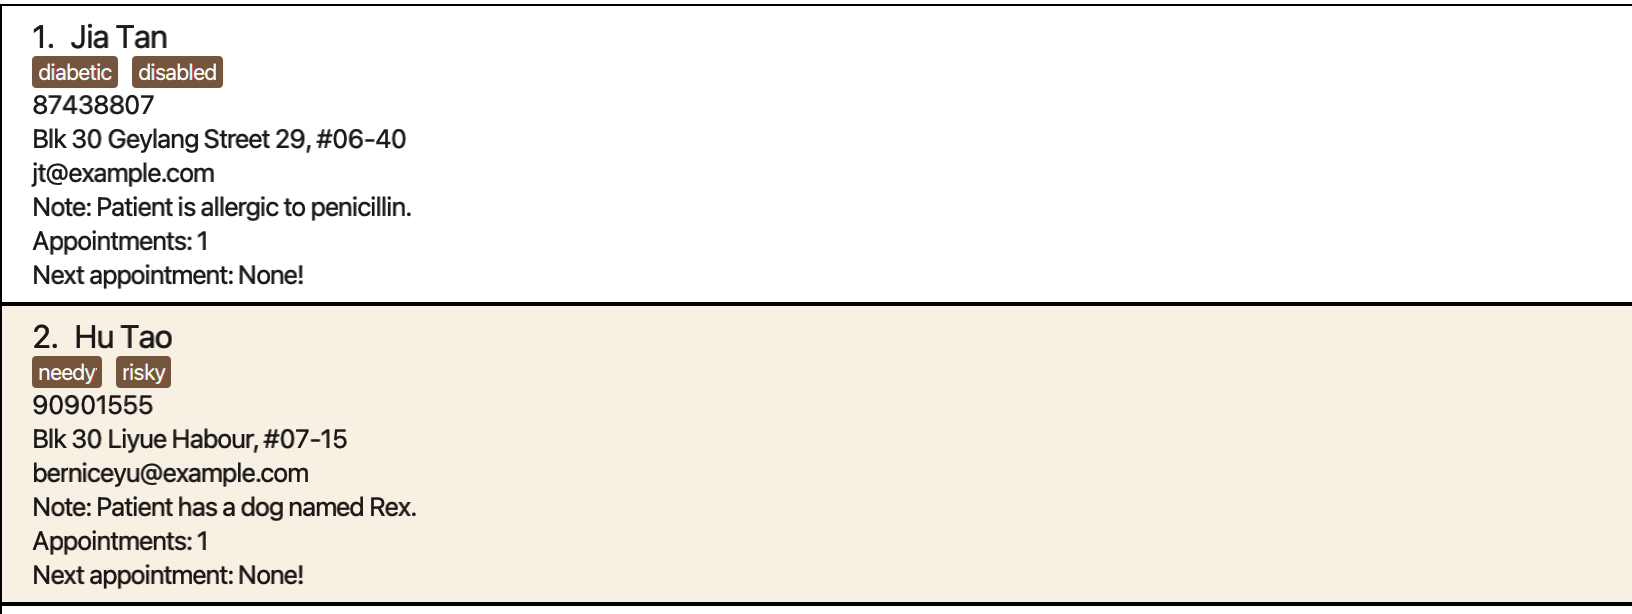 1. Jia Tan
diabetic disabled
87438807
Blk 30 Geylang Street 29, #06-40
jt@example.com
Note: Patient is allergic to penicillin.
Appointments: 1
Next appointment: None!
2. Hu Tao
needy risky
90901555
Blk 30 Liyue Habour, #07-15
berniceyu@example.com
Note: Patient has a dog named Rex.
Appointments: 1
Next appointment: None!